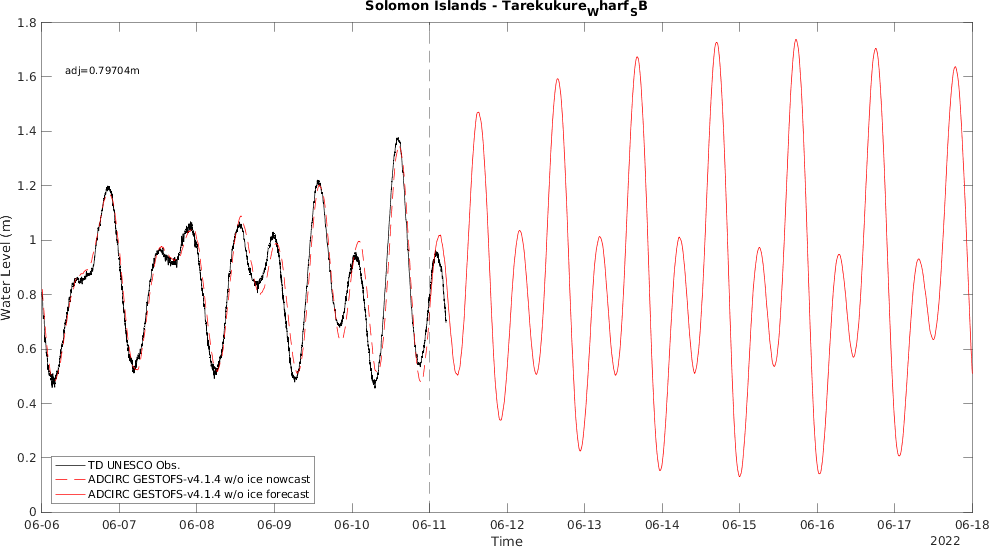 Solomon Islands - TarekukureWharfSB
1.8
1.6
1.4
1.2
1
0.8
0.6
0.4
0.2
0
Water Level (m)
adj=0.79704m
TD UNESCO Obs.
ADCIRC GESTOFS-v4.1.4 w/o ice nowcast
ADCIRC GESTOFS-v4.1.4 w/o ice forecast
06-06 06-07 06-08 06-09 06-10 06-11 06-12 06-13 06-14 06-15 06-16 06-17 06-18
Time
2022